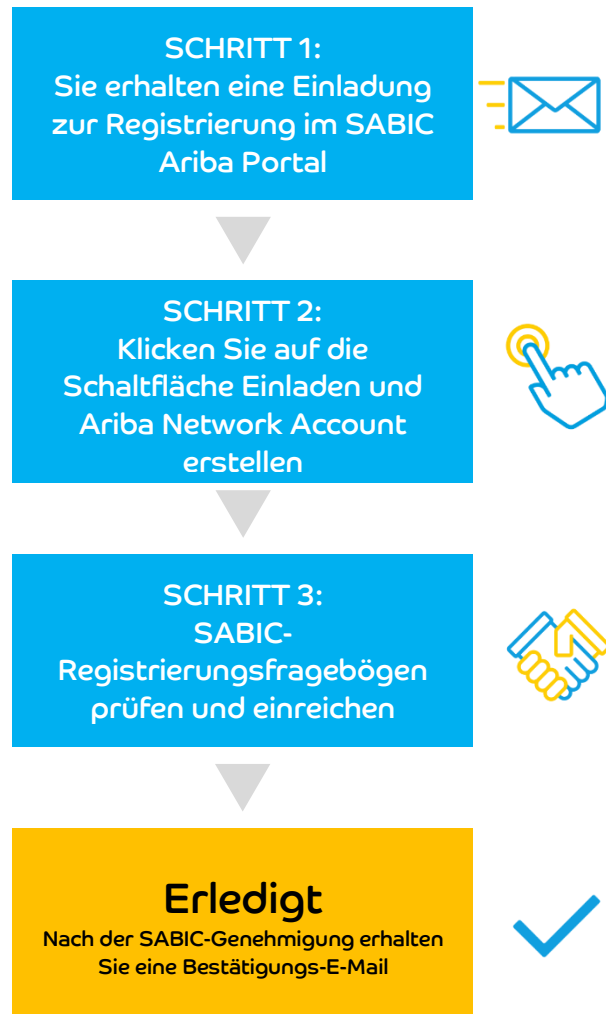 SCHRITT 1:
Sie erhalten eine Einladung
zur Registrierung im SABIC
Ariba Portal
SCHRITT 2:
Klicken Sie auf die
Schaltfläche Einladen und
Ariba Network Account
erstellen
SCHRITT 3:
SABIC-
Registrierungsfragebögen
prüfen und einreichen
Erledigt
Nach der SABIC-Genehmigung erhalten
Sie eine Bestätigungs-E-Mail